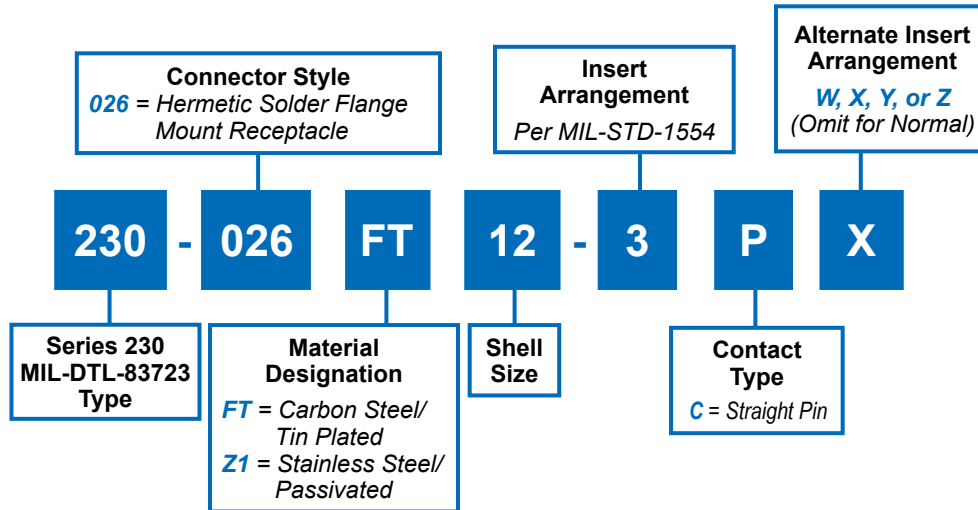 Connector Style
026 = Hermetic Solder Flange
Mount Receptacle
Insert
Arrangement
Per MIL-STD-1554
Alternate Insert
Arrangement
W, X, Y, or Z
(Omit for Normal)
230 - 026 FT 12 - 3 P X
Series 230
MIL-DTL-83723
Type
Material
Designation
FT = Carbon Steel/
Tin Plated
Z1 = Stainless Steel/
Passivated
Shell
Size
Contact
Type
C = Straight Pin